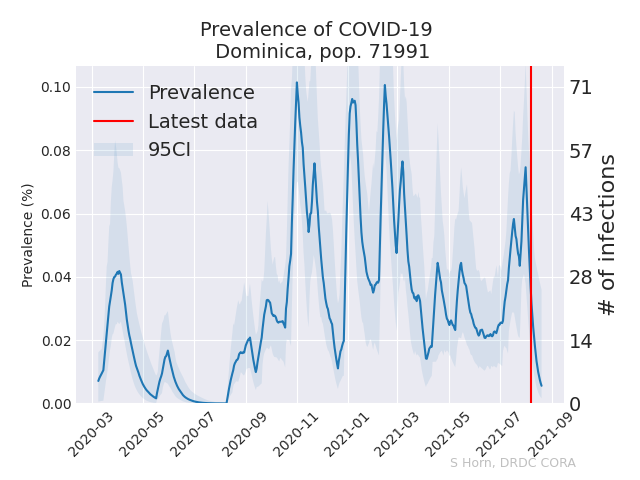 Prevalence of COVID-19
Dominica, pop. 71991
Prevalence
Latest data
95CI
Prevalence (%)
0.10
0.08
0.06
0.04
0.02
0.00
71
57
43
28
14
0
# of infections
2020-03
2020-05
2020-07
2020-09
2020-11
2021-01
2021-03
2021-05
2021-07
2021-09
S Horn, DRDC CORA